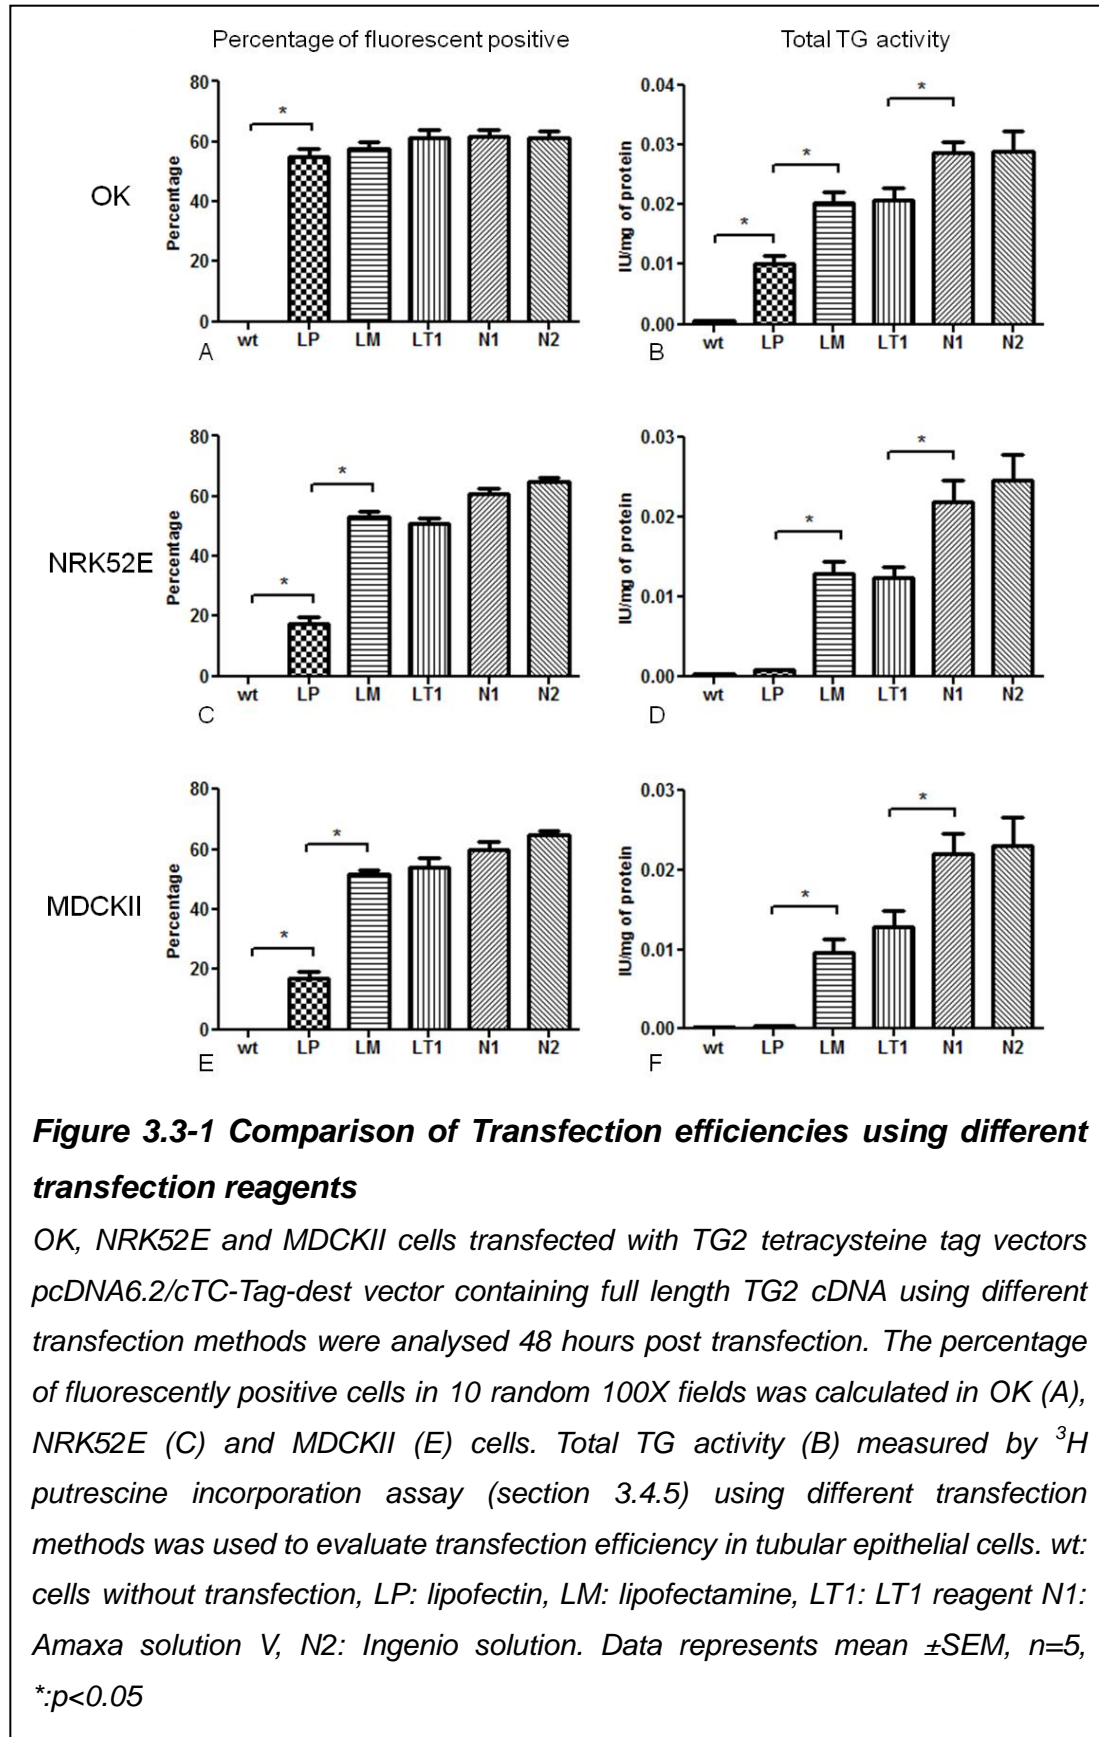 Percentage of fluorescent positive
Total TG activity
OK
Percentage
80
60
40
20
0
*
wt LP LM LT1 N1 N2
A
IU/mg of protein
0.04
0.03
0.02
0.01
0.00
*
*
*
wt LP LM LT1 N1 N2
B
NRK52E
Percentage
80
60
40
20
0
*
*
wt LP LM LT1 N1 N2
C
IU/mg of protein
0.03
0.02
0.01
0.00
*
*
wt LP LM LT1 N1 N2
D
MDCKII
Percentage
80
60
40
20
0
*
*
wt LP LM LT1 N1 N2
E
IU/mg of protein
0.03
0.02
0.01
0.00
*
*
wt LP LM LT1 N1 N2
F
Figure 3.3-1 Comparison of Transfection efficiencies using different
transfection reagents
OK, NRK52E and MDCKII cells transfected with TG2 tetracysteine tag vectors
pcDNA6.2/cTC-Tag-dest vector containing full length TG2 cDNA using different
transfection methods were analysed 48 hours post transfection. The percentage
of fluorescently positive cells in 10 random 100X fields was calculated in OK (A),
NRK52E (C) and MDCKII (E) cells. Total TG activity (B) measured by ³H
putrescine incorporation assay (section 3.4.5) using different transfection
methods was used to evaluate transfection efficiency in tubular epithelial cells. wt:
cells without transfection, LP: lipofectin, LM: lipofectamine, LT1: LT1 reagent N1:
Amaxa solution V, N2: Ingenio solution. Data represents mean ±SEM, n=5,
*:p<0.05